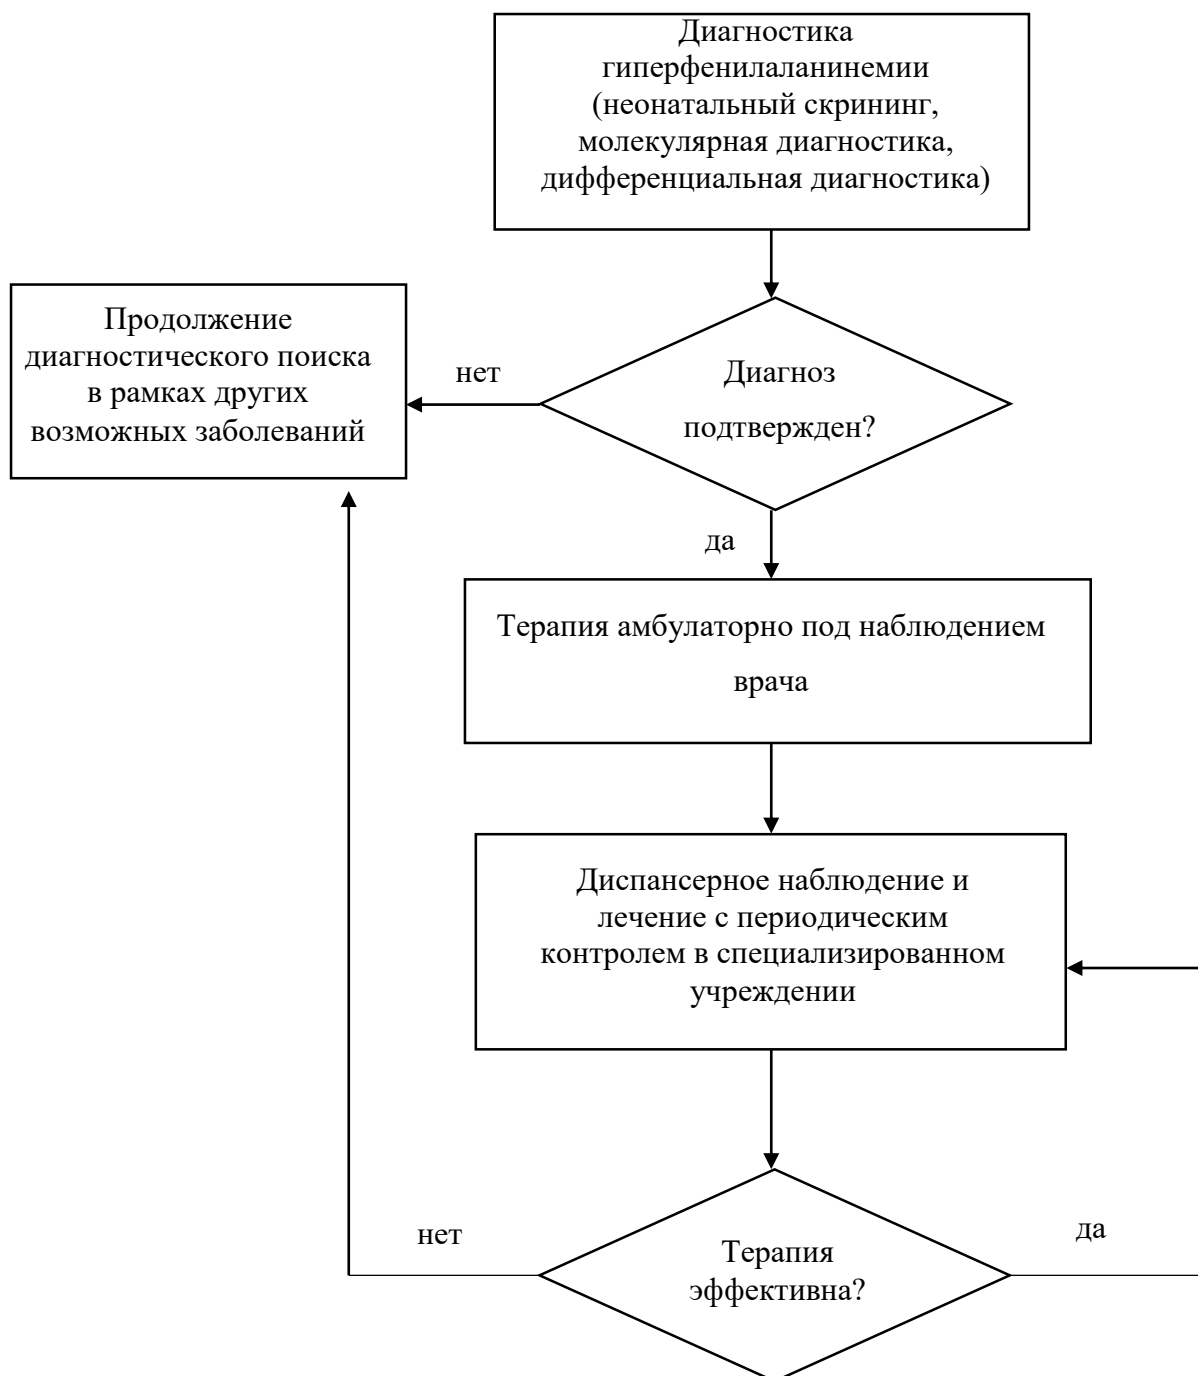 Диагностика
гиперфенилаланинемии
(неонатальный скрининг,
молекулярная диагностика,
дифференциальная диагностика)
Продолжение
диагностического поиска
в рамках других
возможных заболеваний
нет
Диагноз
подтвержден?
да
Терапия амбулаторно под наблюдением
врача
Диспансерное наблюдение и
лечение с периодическим
контролем в специализированном
учреждении
нет
Терапия
эффективна?
да